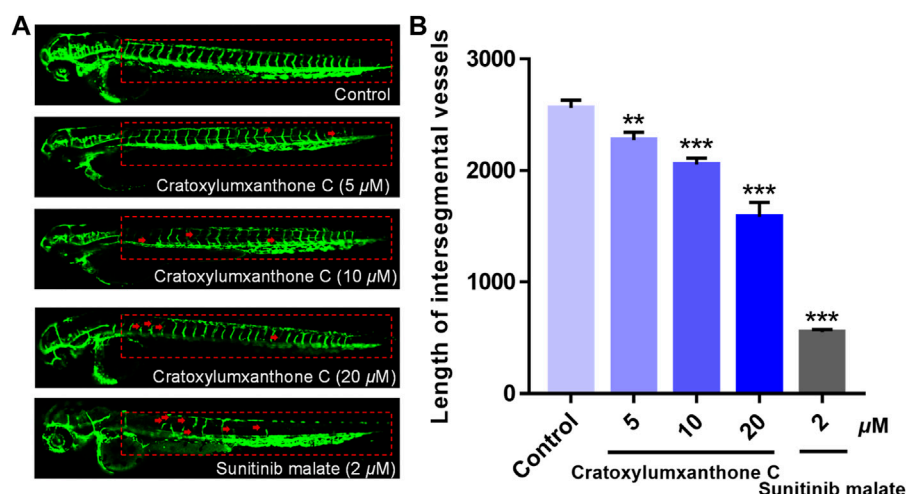 A
Control
Cratoxylumxanthone C (5 µM)
Cratoxylumxanthone C (10 µM)
Cratoxylumxanthone C (20 µM)
Sunitinib malate (2 µM)
B
Length of intersegmental vessels
3000
2000
1000
0
**
***
***
***
Control
5
10
20
2
µM
Cratoxylumxanthone C
Sunitinib malate